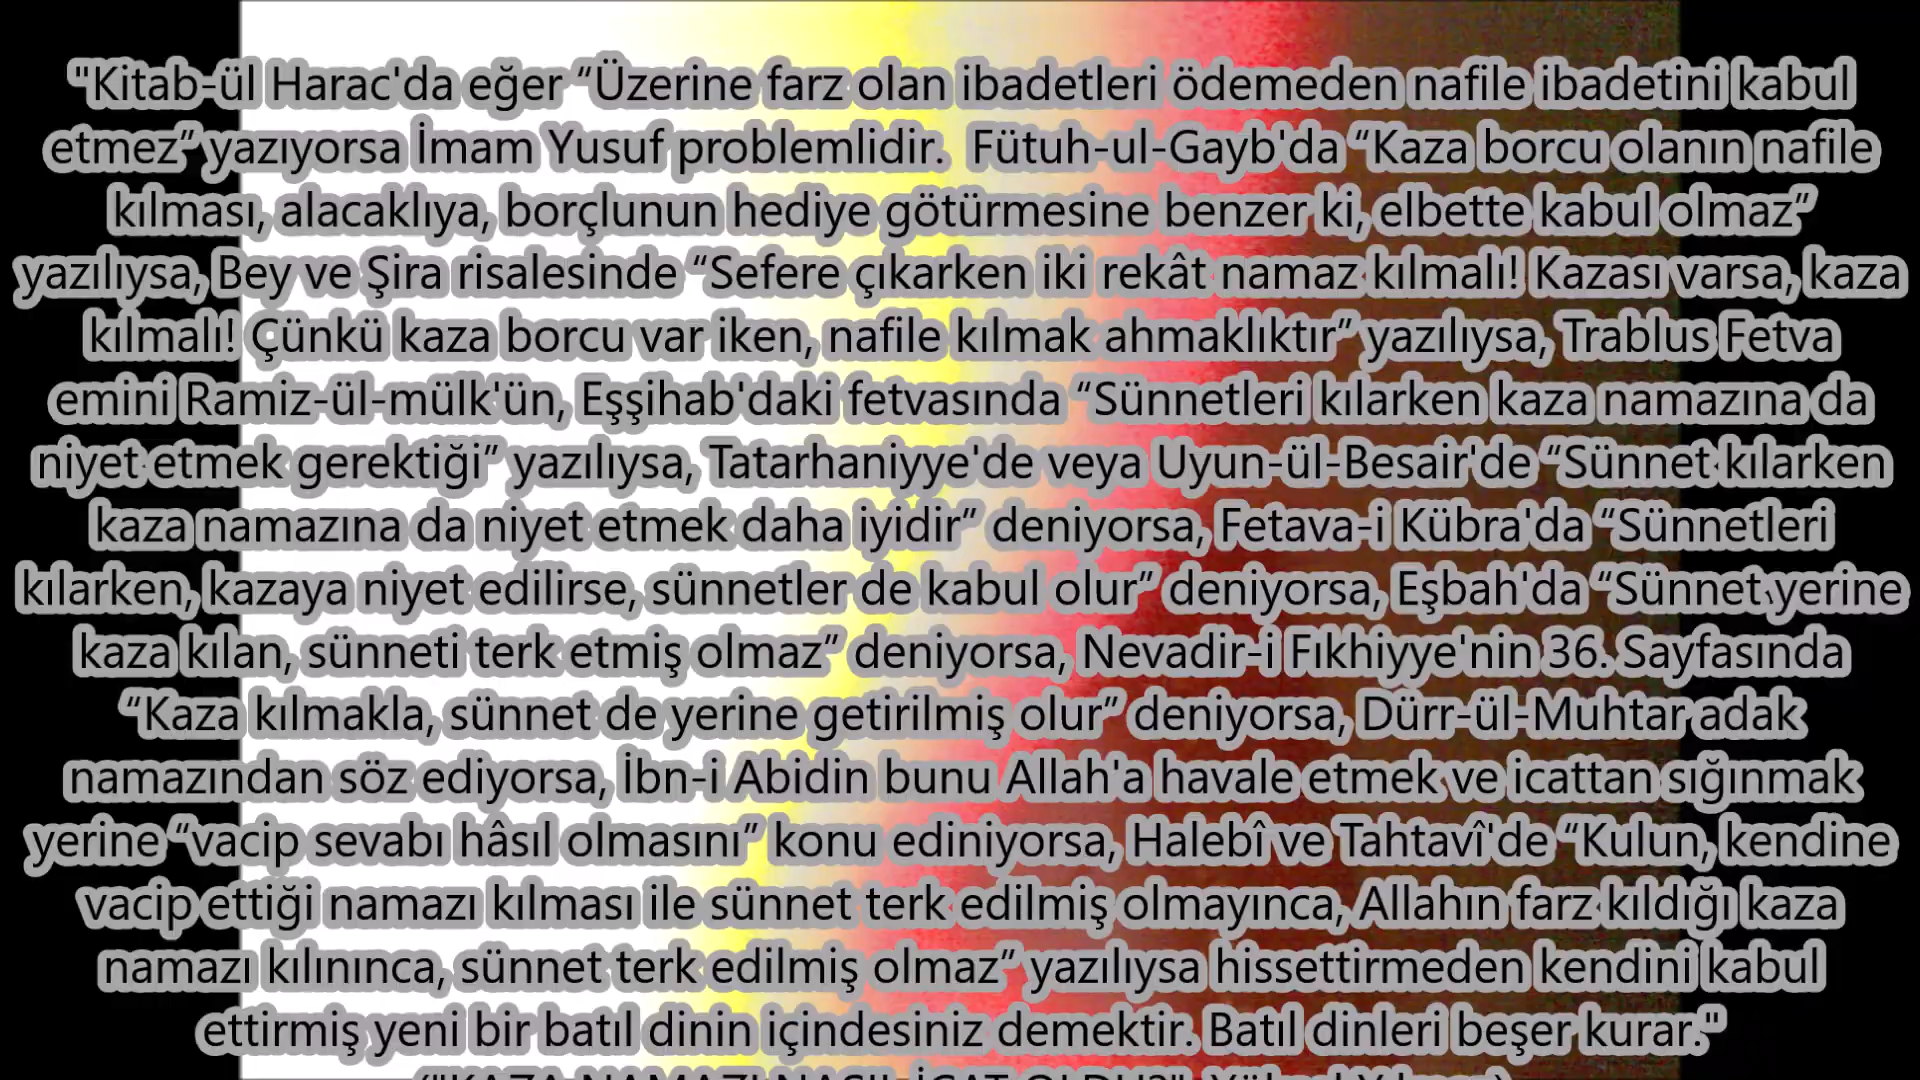 "Kitab-ül Harac'da eğer “Üzerine farz olan ibadetleri ödemeden nafile ibadetini kabul
etmez” yazıyorsa İmam Yusuf problemlidir.  Fütuh-ul-Gayb'da “Kaza borcu olanın nafile
kılması, alacaklıya, borçlunun hediye götürmesine benzer ki, elbette kabul olmaz”
yazılıysa, Bey ve Şira risalesinde “Sefere çıkarken iki rekât namaz kılmalı! Kazası varsa, kaza
kılmalı! Çünkü kaza borcu var iken, nafile kılmak ahmaklıktır” yazılıysa, Trablus Fetva
emini Ramiz-ül-mülk'ün, Eşşihab'daki fetvasında “Sünnetleri kılarken kaza namazına da
niyet etmek gerektiği” yazılıysa, Tatarhaniyye'de veya Uyun-ül-Besair'de “Sünnet kılarken
kaza namazına da niyet etmek daha iyidir” deniyorsa, Fetava-i Kübra'da “Sünnetleri
kılarken, kazaya niyet edilirse, sünnetler de kabul olur” deniyorsa, Eşbah'da “Sünnet yerine
kaza kılan, sünneti terk etmiş olmaz” deniyorsa, Nevadir-i Fıkhiyye'nin 36. Sayfasında
“Kaza kılmakla, sünnet de yerine getirilmiş olur” deniyorsa, Dürr-ül-Muhtar adak
namazından söz ediyorsa, İbn-i Abidin bunu Allah'a havale etmek ve icattan sığınmak
yerine “vacip sevabı hâsıl olmasını” konu ediniyorsa, Halebî ve Tahtavî'de “Kulun, kendine
vacip ettiği namazı kılması ile sünnet terk edilmiş olmayınca, Allahın farz kıldığı kaza
namazı kılınınca, sünnet terk edilmiş olmaz” yazılıysa hissettirmeden kendini kabul
ettirmiş yeni bir batıl dinin içindesiniz demektir. Batıl dinleri beşer kurar."
("KAZA NAMAZI NASIL İCAT OLDU?"